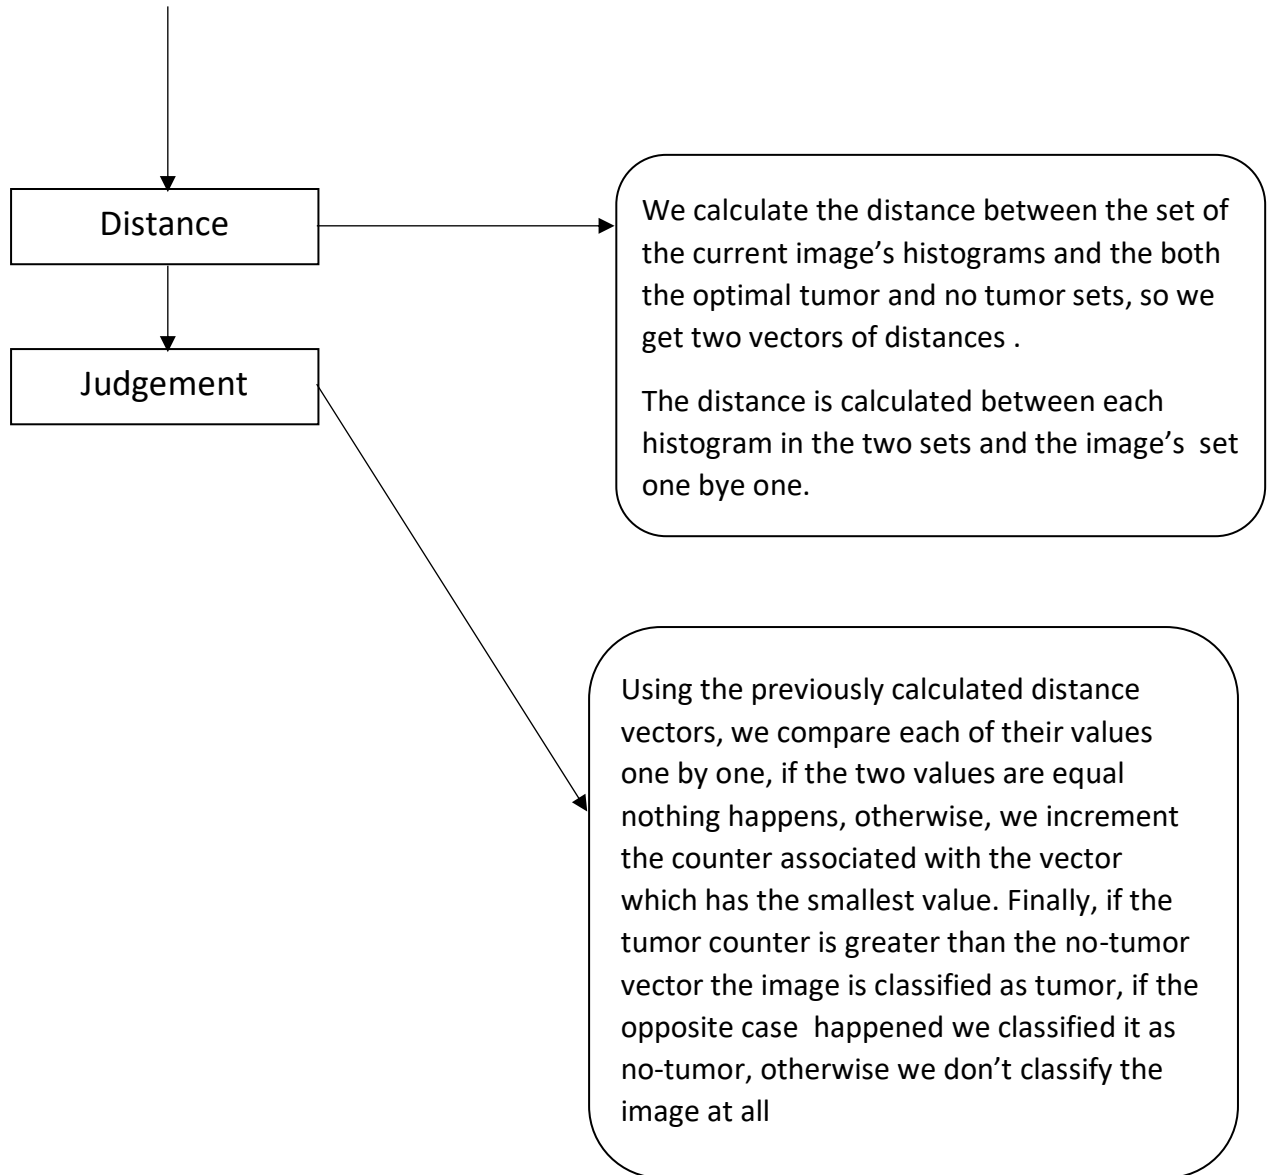 Distance
We calculate the distance between the set of
the current image’s histograms and the both
the optimal tumor and no tumor sets, so we
get two vectors of distances .
The distance is calculated between each
histogram in the two sets and the image’s  set
one bye one.
Judgement
Using the previously calculated distance
vectors, we compare each of their values
one by one, if the two values are equal
nothing happens, otherwise, we increment
the counter associated with the vector
which has the smallest value. Finally, if the
tumor counter is greater than the no-tumor
vector the image is classified as tumor, if the
opposite case  happened we classified it as
no-tumor, otherwise we don’t classify the
image at all